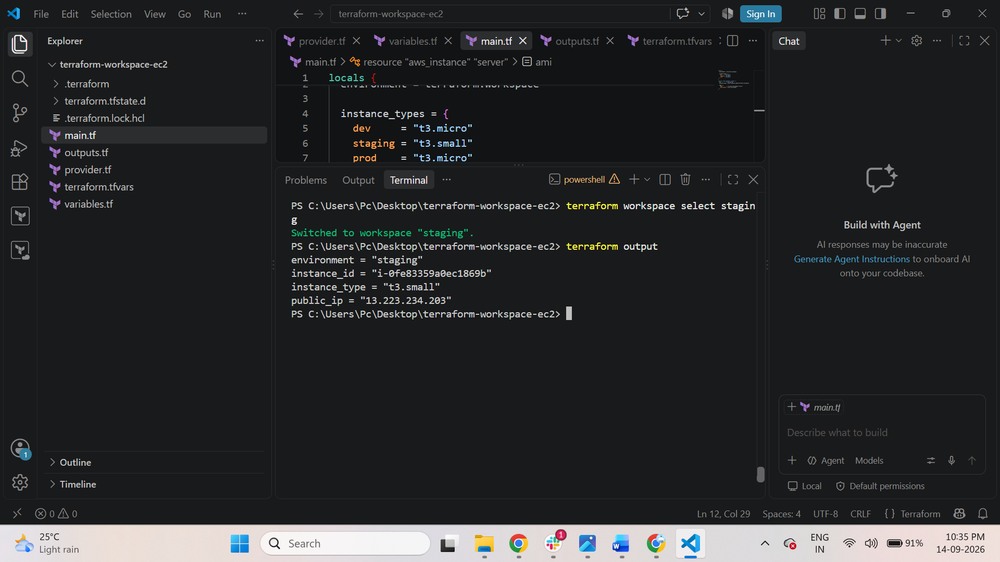 File Edit Selection View Go Run ···
terraform-workspace-ec2
Sign In
Explorer
terraform-workspace-ec2
.terraform
terraform.tfstate.d
.terraform.lock.hcl
main.tf
outputs.tf
provider.tf
terraform.tfvars
variables.tf
Outline
Timeline
provider.tf variables.tf main.tf outputs.tf terraform.tfvars
main.tf > resource "aws_instance" "server" > ami
1 locals {
2 environment = terraform.workspace
3
4 instance_types = {
5 dev = "t3.micro"
6 staging = "t3.small"
7 prod = "t3.micro"
Problems Output Terminal ···
powershell
PS C:\Users\Pc\Desktop\terraform-workspace-ec2> terraform workspace select stagin
g
Switched to workspace "staging".
PS C:\Users\Pc\Desktop\terraform-workspace-ec2> terraform output
environment = "staging"
instance_id = "i-0fe83359a0ec1869b"
instance_type = "t3.small"
public_ip = "13.223.234.203"
PS C:\Users\Pc\Desktop\terraform-workspace-ec2>
Chat
Build with Agent
AI responses may be inaccurate
Generate Agent Instructions to onboard AI
onto your codebase.
main.tf
Describe what to build
Agent Models
Local Default permissions
1
0 0
Ln 12, Col 29 Spaces: 4 UTF-8 CRLF { } Terraform
25°C
Light rain
Search
1
ENG
IN
91%
10:35 PM
14-09-2026